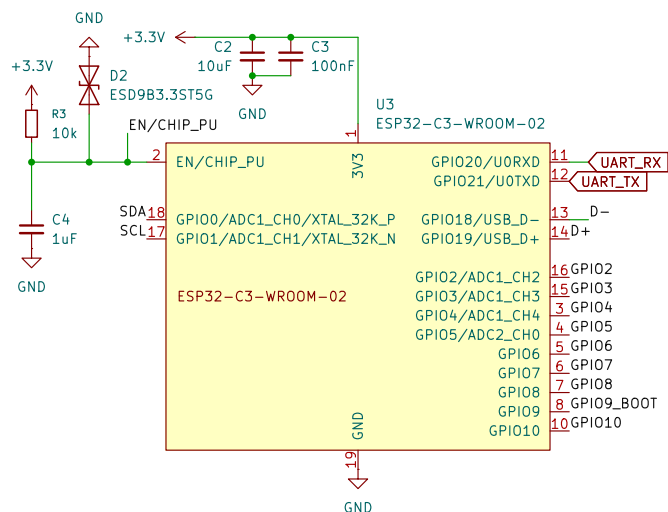 GND
+3.3V
C2
10uF
C3
100nF
+3.3V
D2
ESD9B3.3ST5G
GND
U3
ESP32-C3-WROOM-02
R3
10k
EN/CHIP_PU
1
3V3
2
EN/CHIP_PU
GPIO20/U0RXD
11
UART_RX
GPIO21/U0TXD
12
UART_TX
SDA
18
GPIO0/ADC1_CH0/XTAL_32K_P
GPIO18/USB_D-
13
D-
SCL
17
GPIO1/ADC1_CH1/XTAL_32K_N
GPIO19/USB_D+
14
D+
C4
1uF
GND
GPIO2/ADC1_CH2
16
GPIO2
ESP32-C3-WROOM-02
GPIO3/ADC1_CH3
15
GPIO3
GPIO4/ADC1_CH4
3
GPIO4
GPIO5/ADC2_CH0
4
GPIO5
GPIO6
5
GPIO6
GPIO7
6
GPIO7
GPIO8
7
GPIO8
GPIO9
8
GPIO9_BOOT
GPIO10
10
GPIO10
GND
19
GND